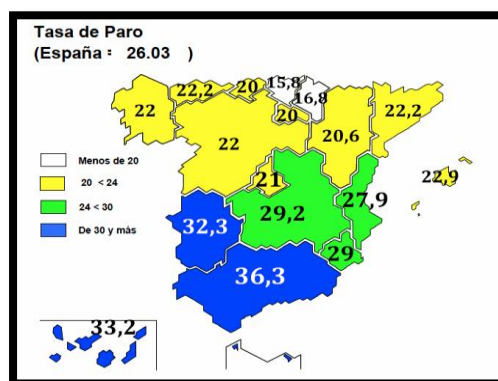 Tasa de Paro
(España : 26.03 )
22
22,2
20
15,8
16,8
20
22
20,6
22,2
21
22,9
29,2
27,9
32,3
29
36,3
33,2
Menos de 20
20 < 24
24 < 30
De 30 y más